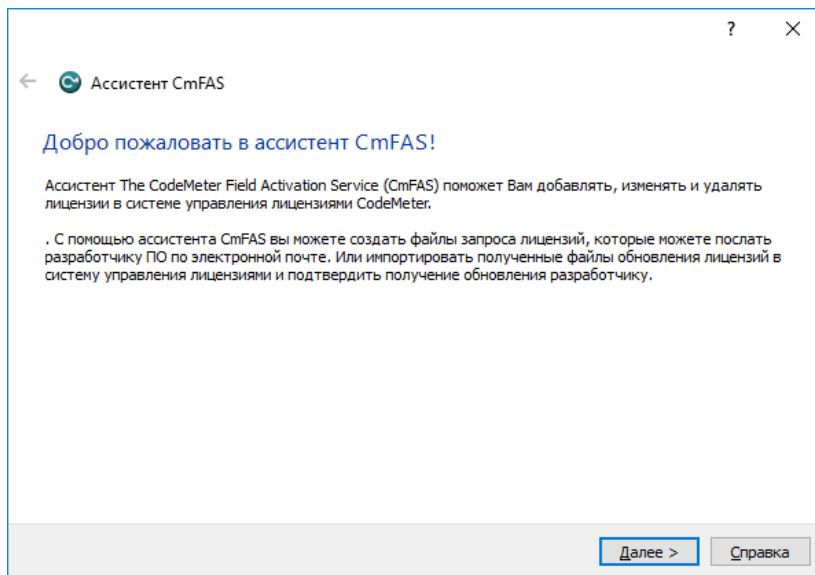 ?
Ассистент CmFAS
Добро пожаловать в ассистент CmFAS!
Ассистент The CodeMeter Field Activation Service (CmFAS) поможет Вам добавлять, изменять и удалять
лицензии в системе управления лицензиями CodeMeter.
. С помощью ассистента CmFAS вы можете создать файлы запроса лицензий, которые можете послать
разработчику ПО по электронной почте. Или импортировать полученные файлы обновления лицензий в
систему управления лицензиями и подтвердить получение обновления разработчику.
Далее > Справка